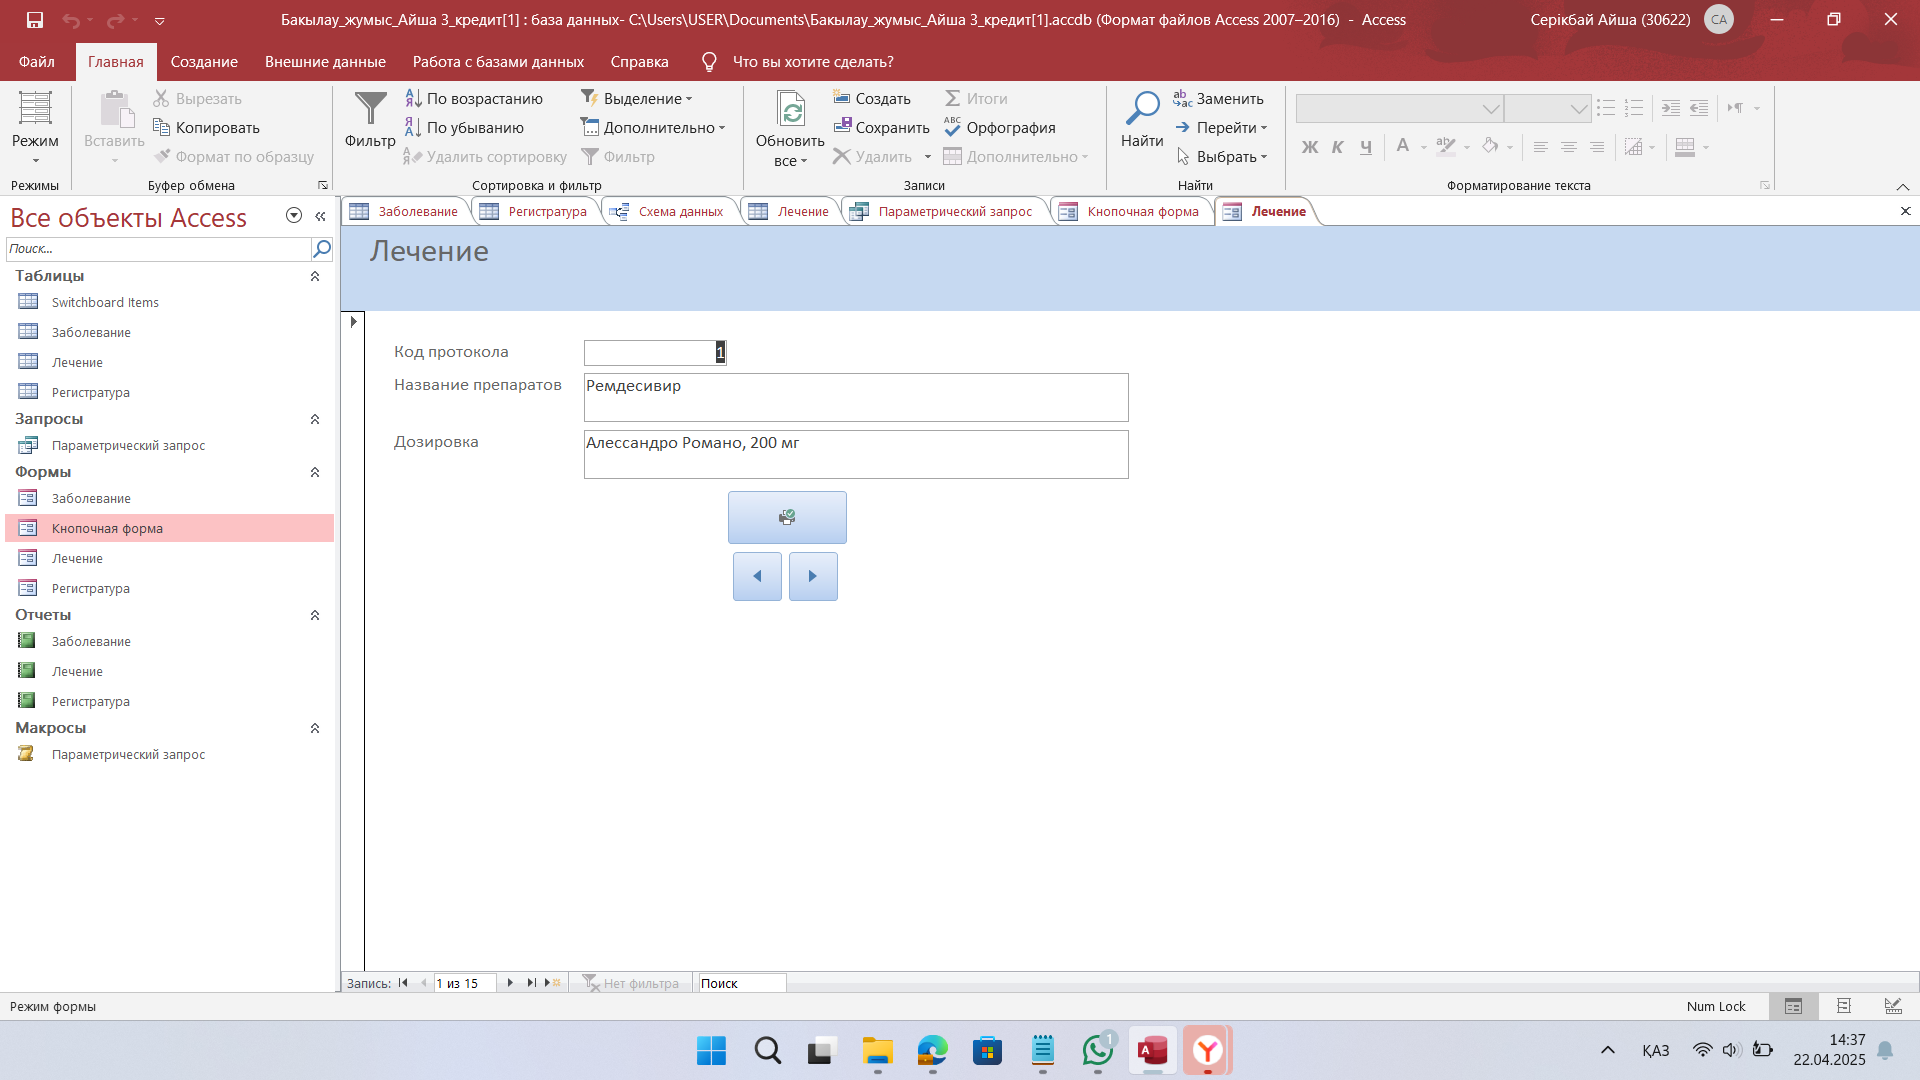 Бакылау_жумыс_Айша 3_кредит[1] : база данных- C:\Users\USER\Documents\Бакылау_жумыс_Айша 3_кредит[1].accdb (Формат файлов Access 2007–2016) - Access
Серікбай Айша (30622)
СА
Файл Главная Создание Внешние данные Работа с базами данных Справка Что вы хотите сделать?
Режим
Режимы
Вставить
Вырезать
Копировать
Формат по образцу
Буфер обмена
Фильтр
По возрастанию
По убыванию
Удалить сортировку
Выделение
Дополнительно
Фильтр
Сортировка и фильтр
Обновить
все
Создать
Сохранить
Удалить
Итоги
Орфография
Дополнительно
Записи
Найти
Заменить
Перейти
Выбрать
Найти
Ж К Ч А
Форматирование текста
Все объекты Access
Поиск...
Таблицы
Switchboard Items
Заболевание
Лечение
Регистратура
Запросы
Параметрический запрос
Формы
Заболевание
Кнопочная форма
Лечение
Регистратура
Отчеты
Заболевание
Лечение
Регистратура
Макросы
Параметрический запрос
Заболевание Регистратура Схема данных Лечение Параметрический запрос Кнопочная форма Лечение
Лечение
Код протокола 1
Название препаратов Ремдесивир
Дозировка Алессандро Романо, 200 мг
Запись: 1 из 15 Нет фильтра Поиск
Режим формы
Num Lock
1
ҚАЗ
14:37
22.04.2025